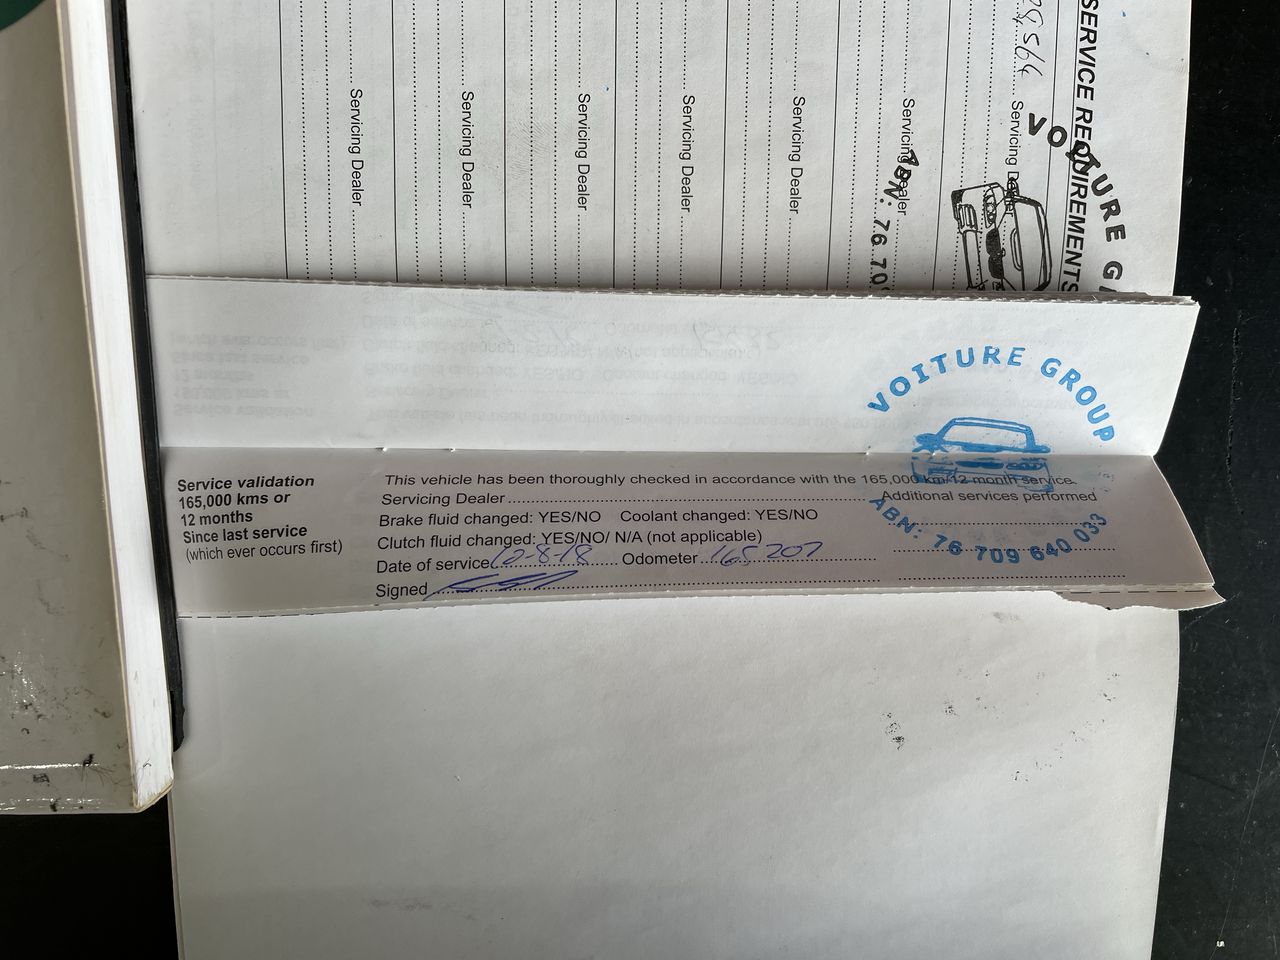 SERVICE REQUIREMENTS
Servicing Dealer
Servicing Dealer
Servicing Dealer
Servicing Dealer
Servicing Dealer
Servicing Dealer
Servicing Dealer
VOITURE
ABN: 76 70
VOITURE GROUP
ABN: 76 709 640 033
Service validation
165,000 kms or
12 months
Since last service
(which ever occurs first)
This vehicle has been thoroughly checked in accordance with the 165,000 km/12 month service.
Servicing Dealer
Additional services performed
Brake fluid changed: YES/NO Coolant changed: YES/NO
Clutch fluid changed: YES/NO/ N/A (not applicable)
Date of service 12-8-18 Odometer 165 207
Signed